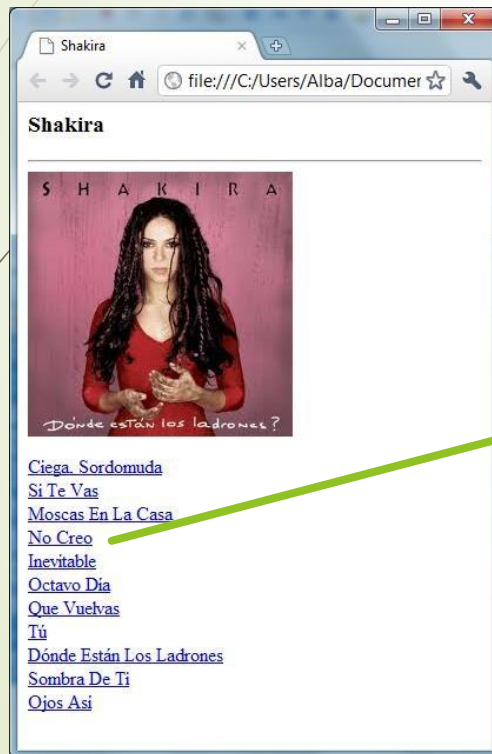 Shakira
file:///C:/Users/Alba/Documer
Shakira
SHAKIRA
Dónde están los ladrones?
Ciega. Sordomuda
Si Te Vas
Moscas En La Casa
No Creo
Inevitable
Octavo Día
Que Vuelvas
Tú
Dónde Están Los Ladrones
Sombra De Ti
Ojos Así